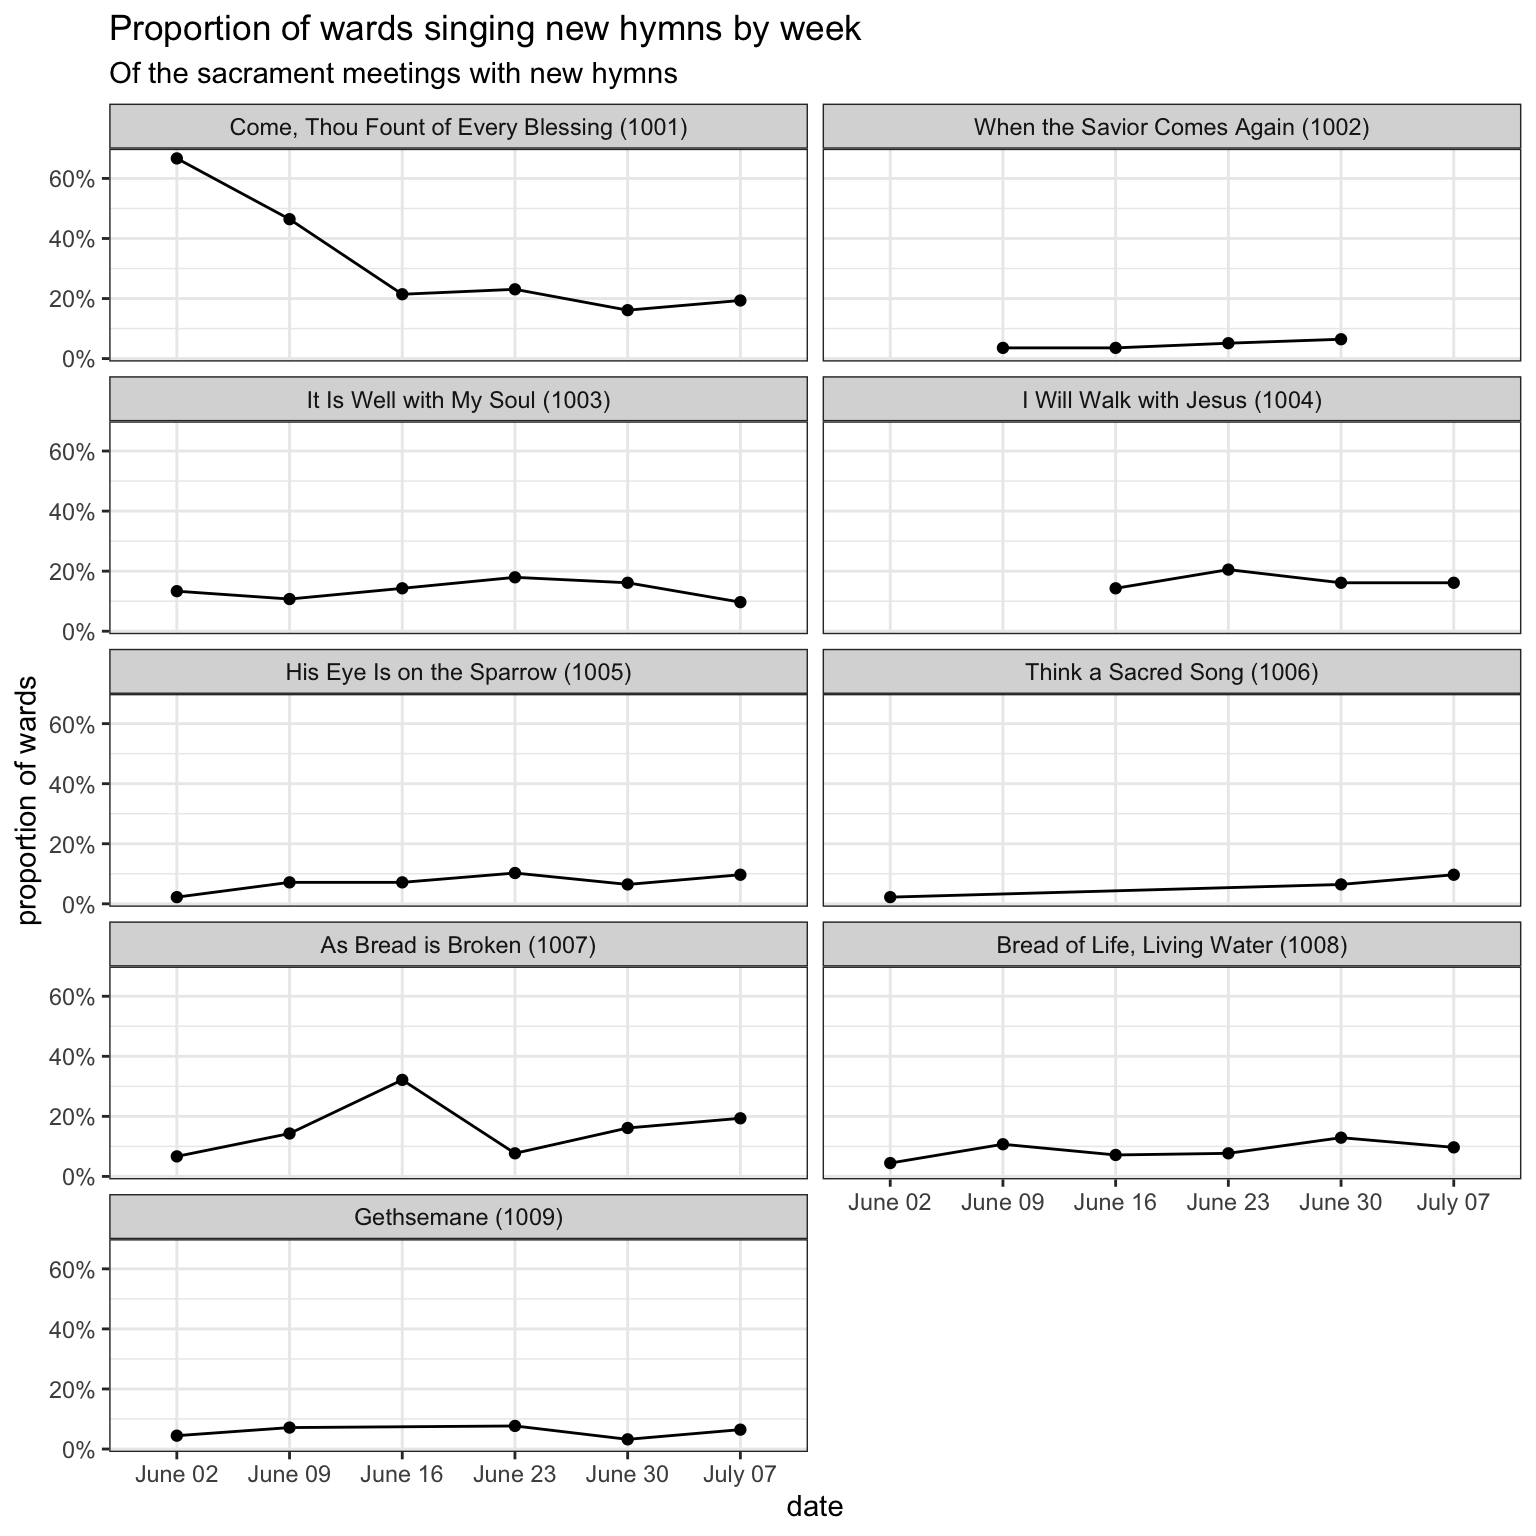 Proportion of wards singing new hymns by week
Of the sacrament meetings with new hymns
Come, Thou Fount of Every Blessing (1001)
When the Savior Comes Again (1002)
60%
40%
20%
0%
It Is Well with My Soul (1003)
I Will Walk with Jesus (1004)
60%
40%
20%
0%
His Eye Is on the Sparrow (1005)
Think a Sacred Song (1006)
60%
40%
20%
0%
proportion of wards
As Bread is Broken (1007)
Bread of Life, Living Water (1008)
60%
40%
20%
0%
June 02 June 09 June 16 June 23 June 30 July 07
Gethsemane (1009)
60%
40%
20%
0%
June 02 June 09 June 16 June 23 June 30 July 07
date